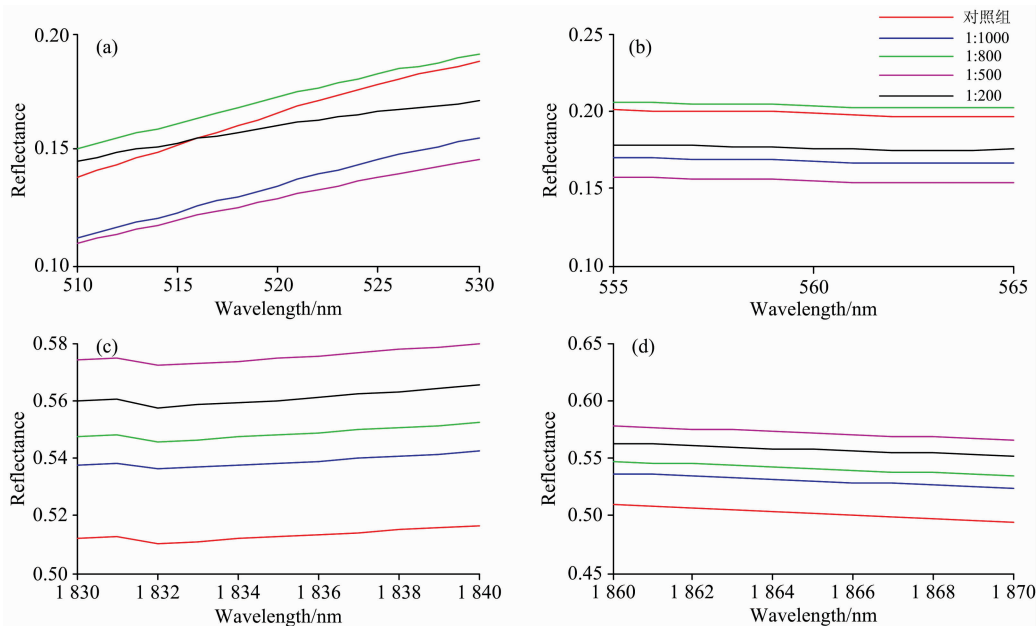 (a)
Reflectance
0.20
0.15
0.10
510 515 520 525 530
Wavelength/nm
(b)
对照组
1:1000
1:800
1:500
1:200
Reflectance
0.25
0.20
0.15
0.10
555 560 565
Wavelength/nm
(c)
Reflectance
0.58
0.56
0.54
0.52
0.50
1 830 1 832 1 834 1 836 1 838 1 840
Wavelength/nm
(d)
Reflectance
0.65
0.60
0.55
0.50
0.45
1 860 1 862 1 864 1 866 1 868 1 870
Wavelength/nm